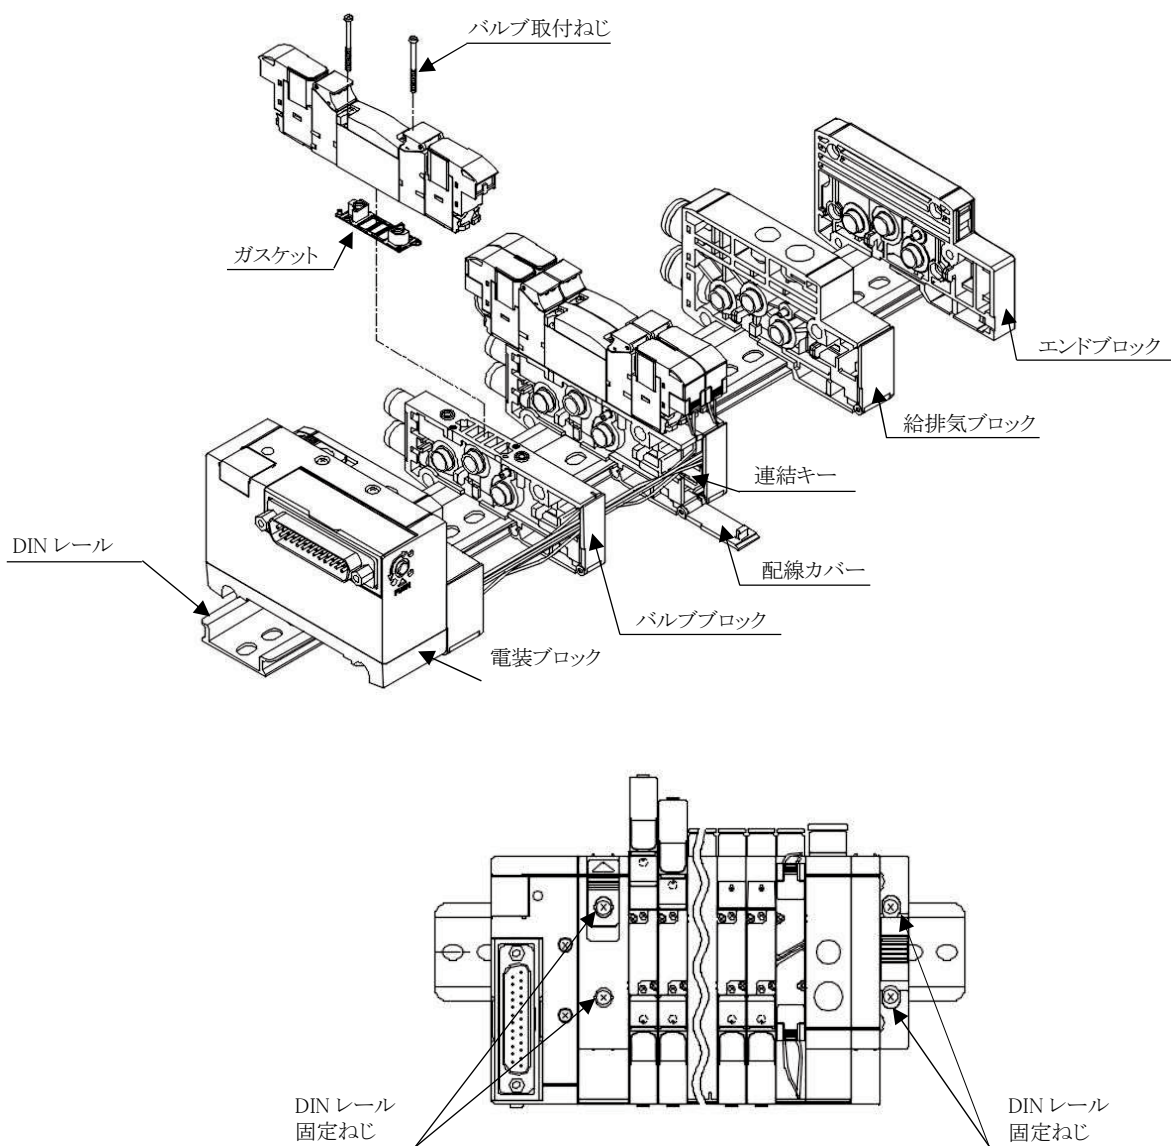 バルブ取付ねじ
ガスケット
エンドブロック
給排気ブロック
連結キー
DIN レール
配線カバー
バルブブロック
電装ブロック
DIN レール
固定ねじ
DIN レール
固定ねじ